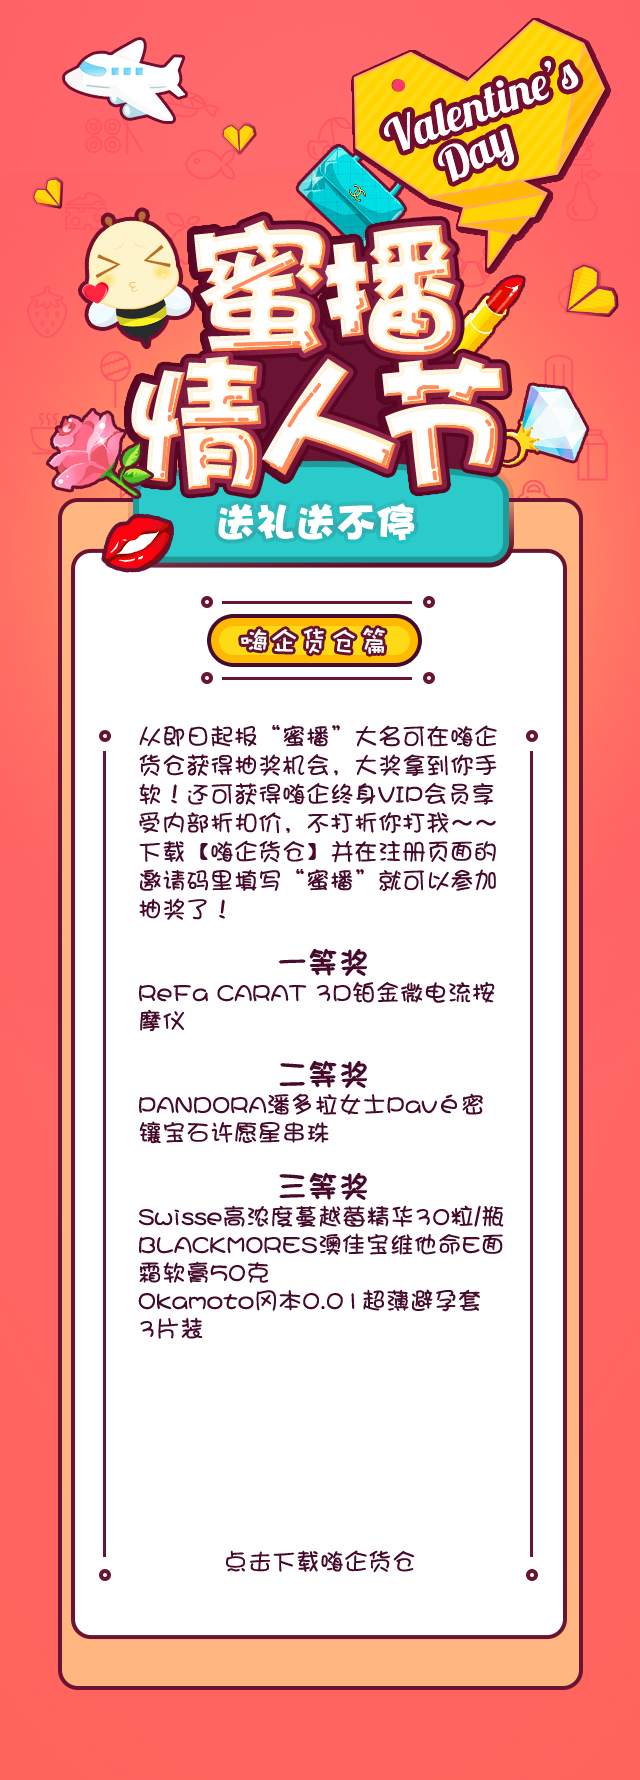 Valentine's
Day
蜜播
情人节
送礼送不停
嗨企货仓篇
从即日起报“蜜播”大名可在嗨企
货仓获得抽奖机会，大奖拿到你手
软！还可获得嗨企终身VIP会员享
受内部折扣价，不打折你打我～～
下载【嗨企货仓】并在注册页面的
邀请码里填写“蜜播”就可以参加
抽奖了！
一等奖
ReFa CARAT 3D铂金微电流按
摩仪
二等奖
PANDORA潘多拉女士Pavé密
镶宝石许愿星串珠
三等奖
Swisse高浓度蔓越莓精华30粒/瓶
BLACKMORES澳佳宝维他命E面
霜软膏50克
Okamoto冈本0.01超薄避孕套
3片装
点击下载嗨企货仓